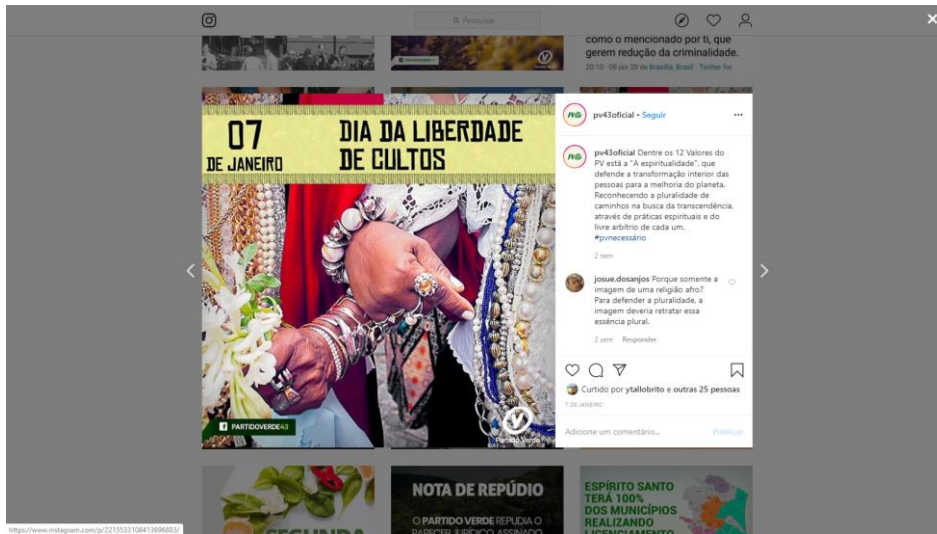 Pesquisar
como o mencionado por ti, que
gerem redução da criminalidade.
20:10 · 08 jan 20 de Brasília, Brasil · Twitter for
PARTIDOVERDE43
07
DE JANEIRO
DIA DA LIBERDADE
DE CULTOS
PARTIDOVERDE43
Partido Verde
pv43oficial • Seguir
pv43oficial Dentre os 12 Valores do
PV está a "A espiritualidade", que
defende a transformação interior das
pessoas para a melhoria do planeta.
Reconhecendo a pluralidade de
caminhos na busca da transcendência,
através de práticas espirituais e do
livre arbítrio de cada um.
#pvnecessário
2 sem
josue.dosanjos Porque somente a
imagem de uma religião afro?
Para defender a pluralidade, a
imagem deveria retratar essa
essência plural.
2 sem Responder
Curtido por ytallobrito e outras 25 pessoas
7 DE JANEIRO
Adicione um comentário... Publicar
SEGUNDA
NOTA DE REPÚDIO
O PARTIDO VERDE REPUDIA O
PARECER JURÍDICO ASSINADO
ESPÍRITO SANTO
TERÁ 100%
DOS MUNICÍPIOS
REALIZANDO
LICENCIAMENTO
https://www.instagram.com/p/2215533108413696883/